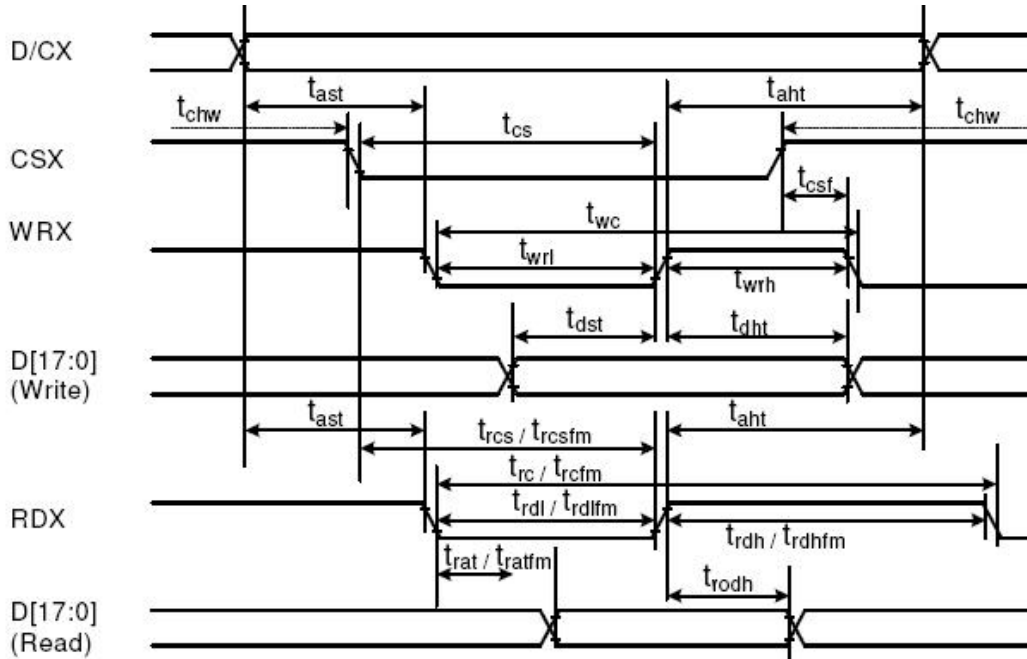 D/CX
t_ast t_aht
t_chw t_cs t_chw
CSX
t_csf
WRX
t_wc
t_wrl t_wrh
t_dst t_dht
D[17:0]
(Write)
t_ast t_rcs / t_rcsfm t_aht
t_rc / t_rcfm
RDX
t_rdl / t_rdlfm
t_rdh / t_rdhfm
t_rat / t_ratfm
t_rodh
D[17:0]
(Read)